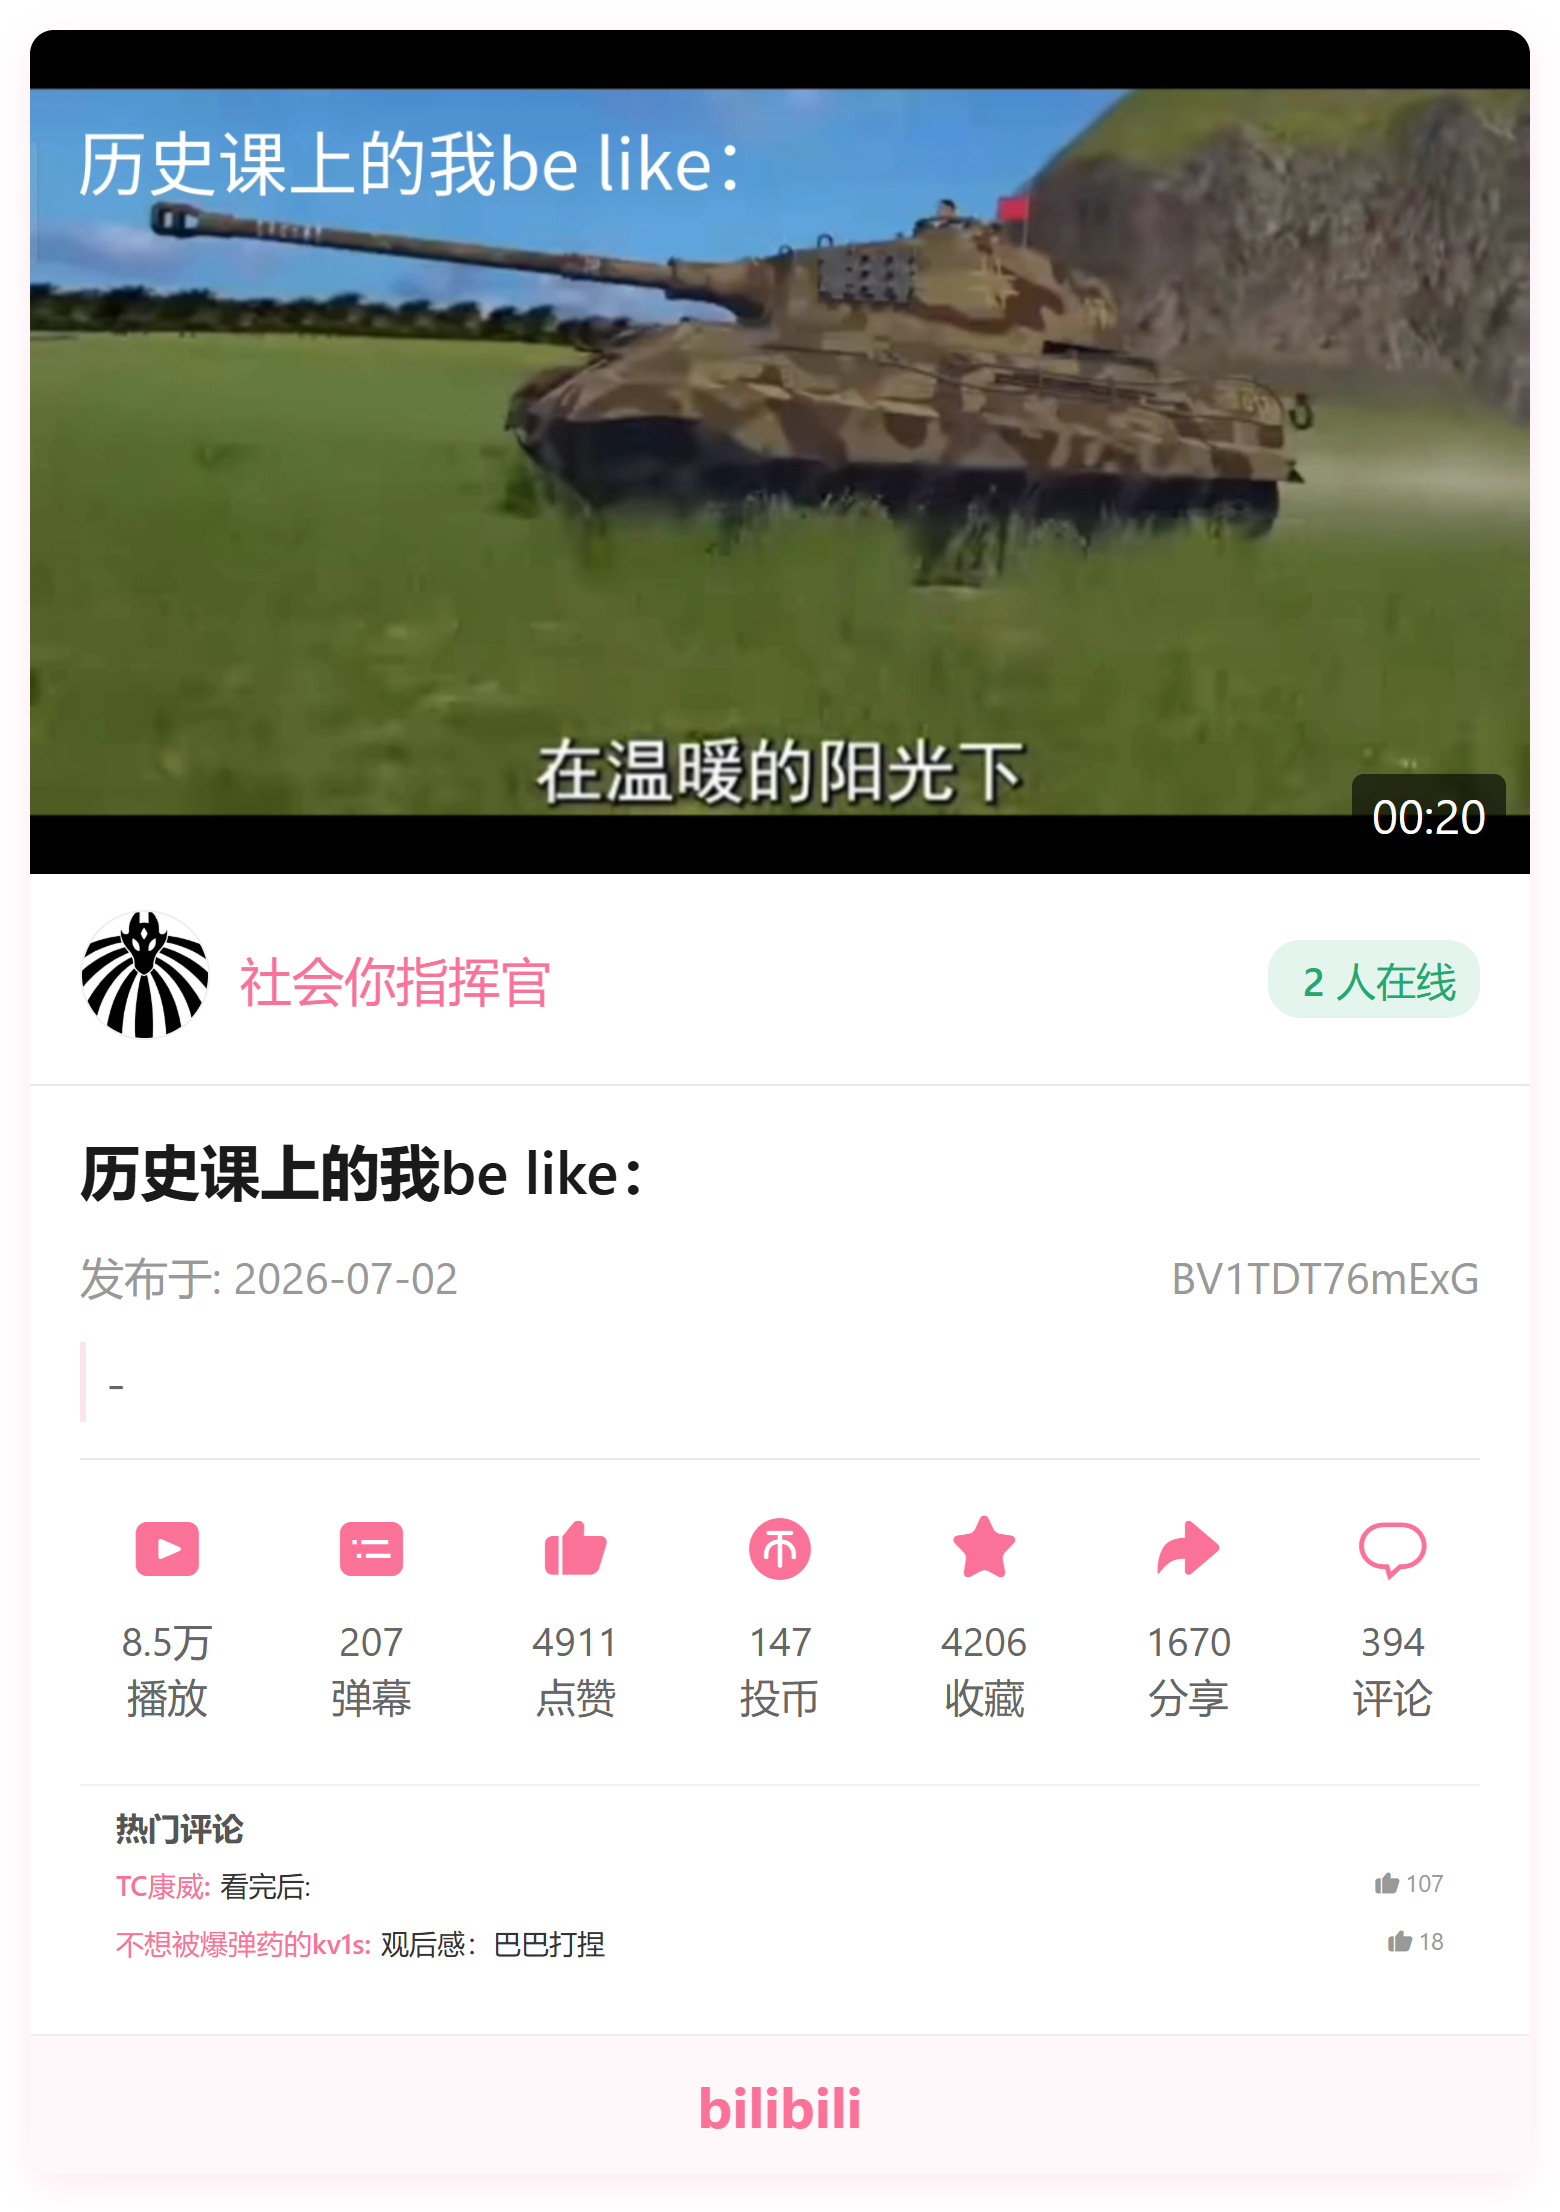 历史课上的我be like：
在温暖的阳光下
00:20
社会你指挥官
2 人在线
历史课上的我be like：
发布于: 2026-07-02
BV1TDT76mExG
-
8.5万
播放
207
弹幕
4911
点赞
147
投币
4206
收藏
1670
分享
394
评论
热门评论
TC康威: 看完后:
107
不想被爆弹药的kv1s: 观后感：巴巴打捏
18
bilibili